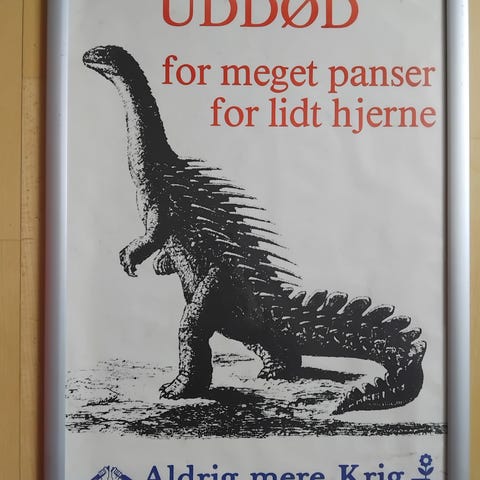 UDDØD
for meget panser
for lidt hjerne
Aldrig mere Krig